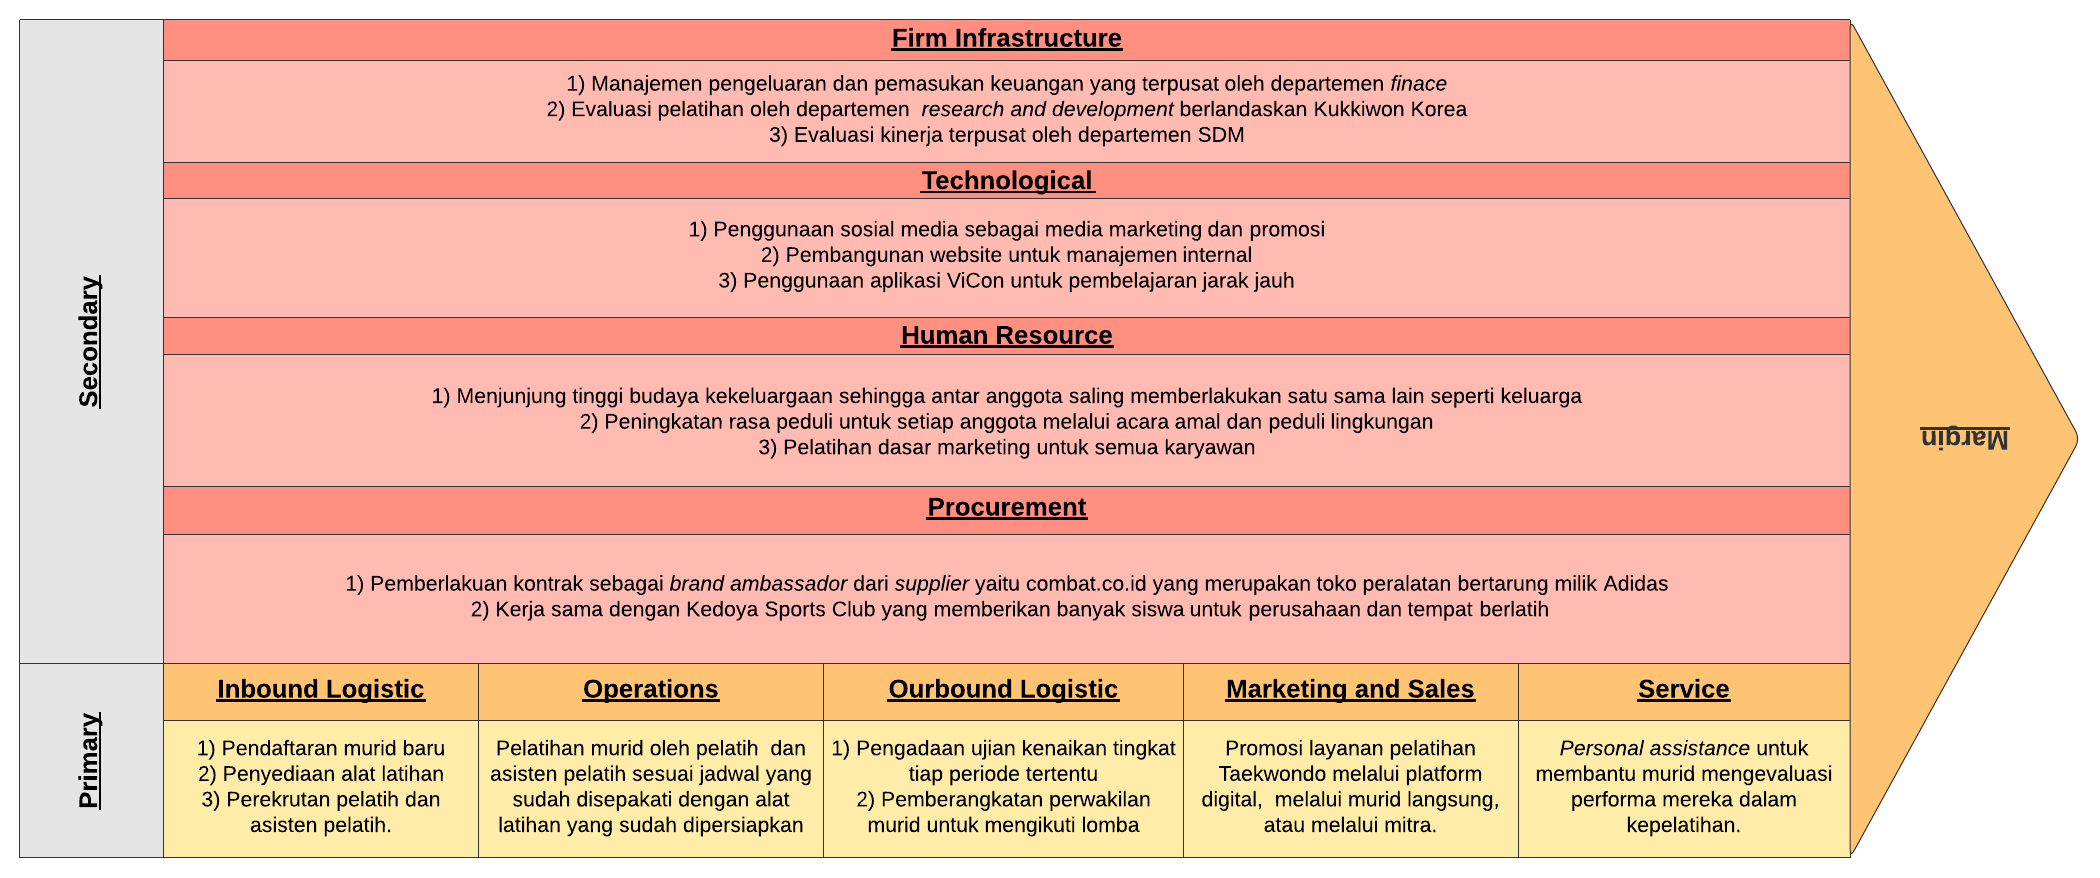 Secondary
Firm Infrastructure
1) Manajemen pengeluaran dan pemasukan keuangan yang terpusat oleh departemen finace
2) Evaluasi pelatihan oleh departemen  research and development berlandaskan Kukkiwon Korea
3) Evaluasi kinerja terpusat oleh departemen SDM
Technological
1) Penggunaan sosial media sebagai media marketing dan promosi
2) Pembangunan website untuk manajemen internal
3) Penggunaan aplikasi ViCon untuk pembelajaran jarak jauh
Human Resource
1) Menjunjung tinggi budaya kekeluargaan sehingga antar anggota saling memberlakukan satu sama lain seperti keluarga
2) Peningkatan rasa peduli untuk setiap anggota melalui acara amal dan peduli lingkungan
3) Pelatihan dasar marketing untuk semua karyawan
Procurement
1) Pemberlakuan kontrak sebagai brand ambassador dari supplier yaitu combat.co.id yang merupakan toko peralatan bertarung milik Adidas
2) Kerja sama dengan Kedoya Sports Club yang memberikan banyak siswa untuk perusahaan dan tempat berlatih
Primary
Inbound Logistic
1) Pendaftaran murid baru
2) Penyediaan alat latihan
3) Perekrutan pelatih dan
asisten pelatih.
Operations
Pelatihan murid oleh pelatih  dan
asisten pelatih sesuai jadwal yang
sudah disepakati dengan alat
latihan yang sudah dipersiapkan
Ourbound Logistic
1) Pengadaan ujian kenaikan tingkat
tiap periode tertentu
2) Pemberangkatan perwakilan
murid untuk mengikuti lomba
Marketing and Sales
Promosi layanan pelatihan
Taekwondo melalui platform
digital,  melalui murid langsung,
atau melalui mitra.
Service
Personal assistance untuk
membantu murid mengevaluasi
performa mereka dalam
kepelatihan.
Margin